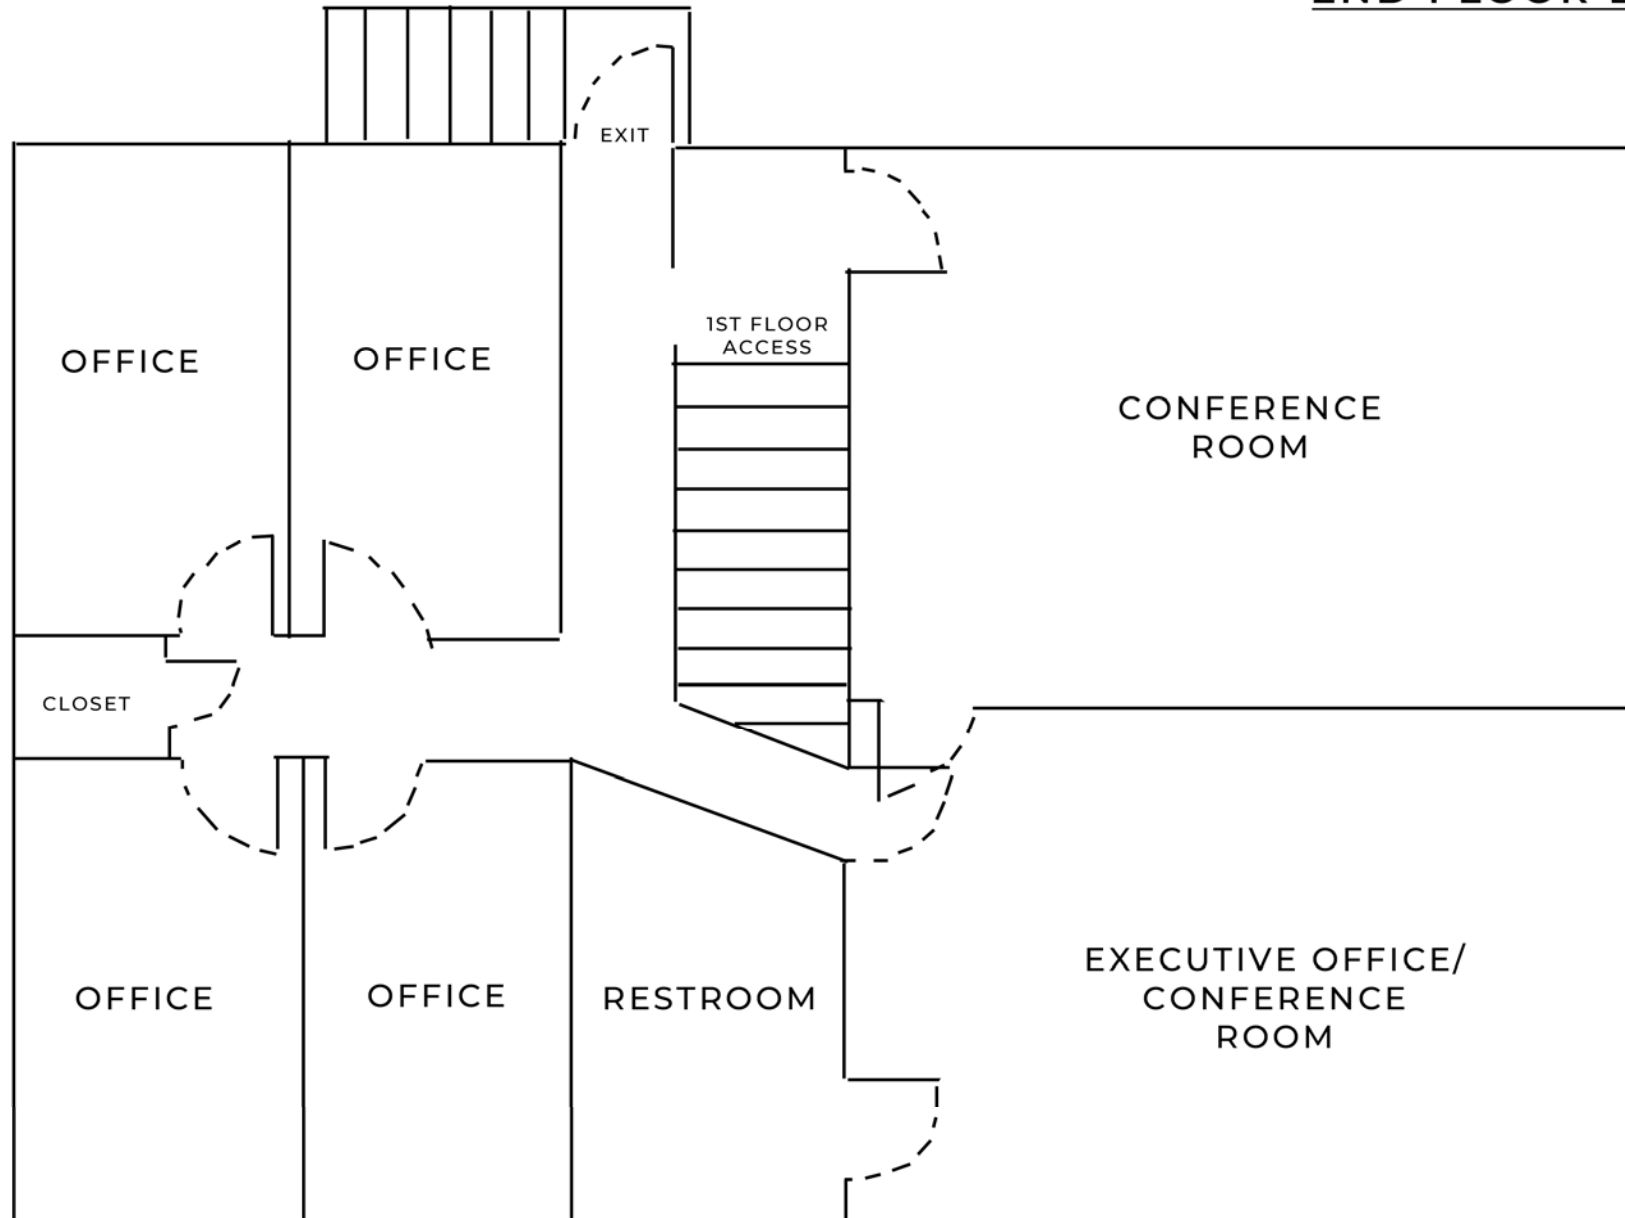 EXIT
1ST FLOOR
ACCESS
OFFICE
OFFICE
CONFERENCE
ROOM
CLOSET
OFFICE
OFFICE
RESTROOM
EXECUTIVE OFFICE/
CONFERENCE
ROOM